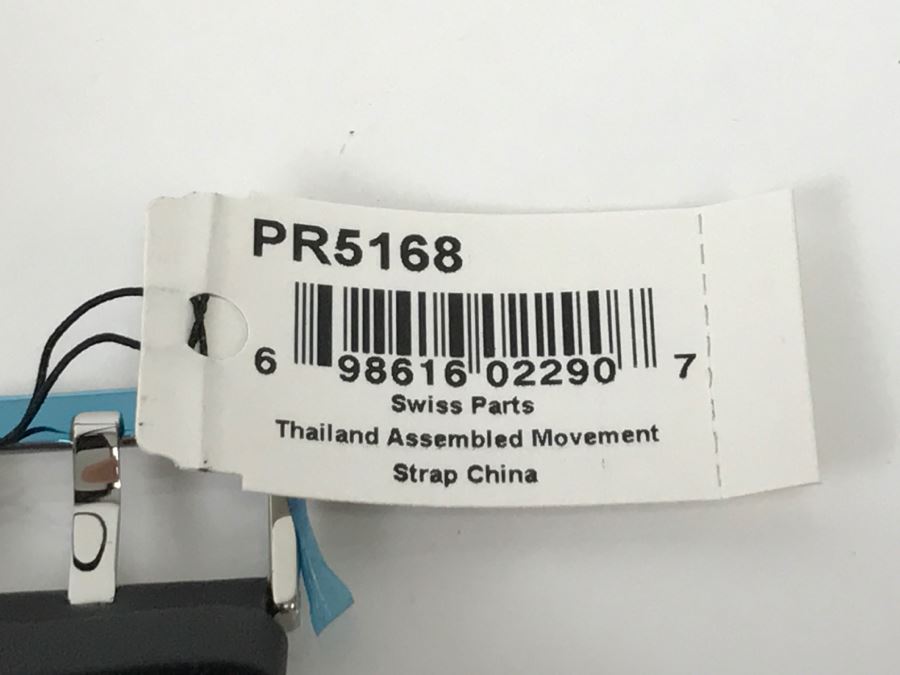 PR5168
6 98616 02290 7
Swiss Parts
Thailand Assembled Movement
Strap China